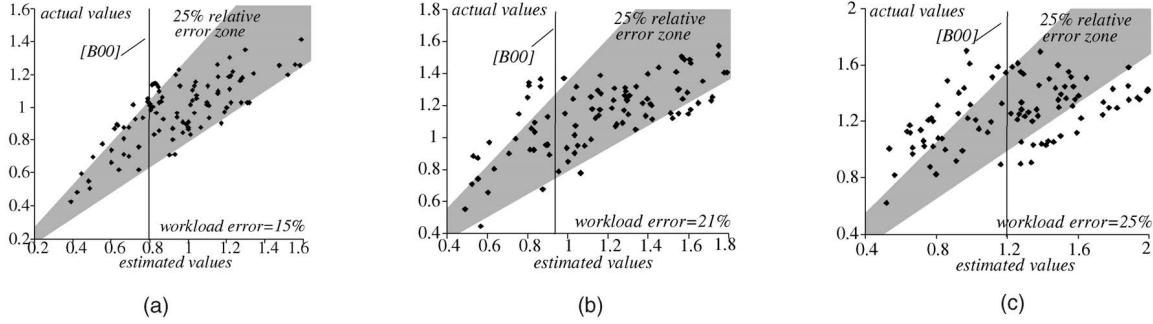 1.6
actual values
25% relative
error zone
1.4
[B00]
1.2
1
0.8
0.6
0.4
workload error=15%
0.2
0.2 0.4 0.6 0.8 1 1.2 1.4 1.6
estimated values
(a)
1.8
actual values
25% relative
error zone
1.6
[B00]
1.4
1.2
1
0.8
0.6
workload error=21%
0.4
0.4 0.6 0.8 1 1.2 1.4 1.6 1.8
estimated values
(b)
2
actual values
25% relative
error zone
[B00]
1.6
1.2
0.8
workload error=25%
0.4
0.4 0.8 1.2 1.6 2
estimated values
(c)